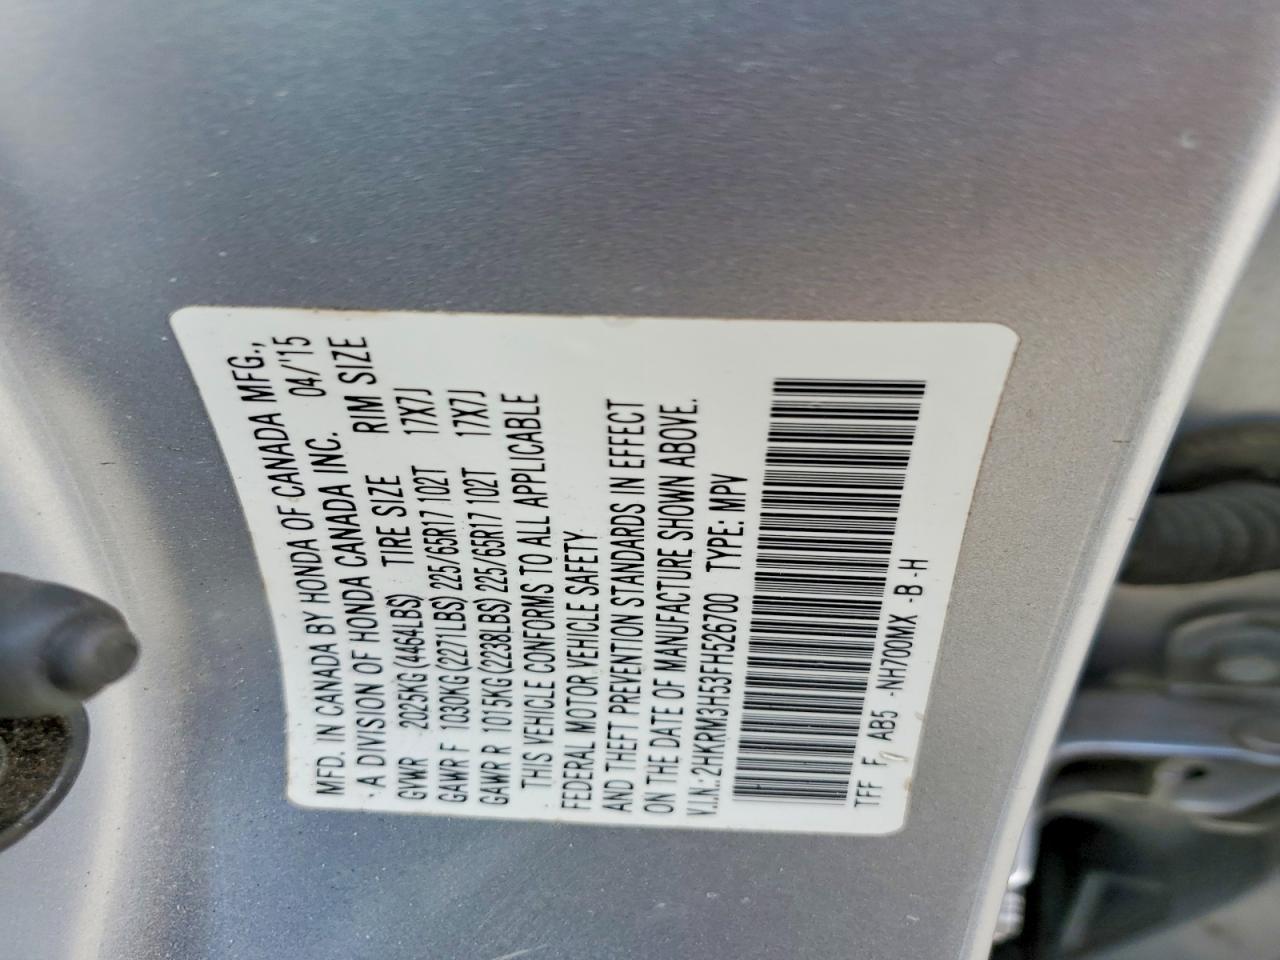 MFD. IN CANADA BY HONDA OF CANADA MFG.,
A DIVISION OF HONDA CANADA INC. 04/'15
GVWR 2025KG (4464LBS) TIRE SIZE RIM SIZE
GAWR F 1030KG (2271LBS) 225/65R17 102T 17X7J
GAWR R 1015KG (2238LBS) 225/65R17 102T 17X7J
THIS VEHICLE CONFORMS TO ALL APPLICABLE
FEDERAL MOTOR VEHICLE SAFETY
AND THEFT PREVENTION STANDARDS IN EFFECT
ON THE DATE OF MANUFACTURE SHOWN ABOVE.
V.I.N.: 2HKRM3H53FH526700 TYPE: MPV
TFF F AB5 -NH700MX -B -H